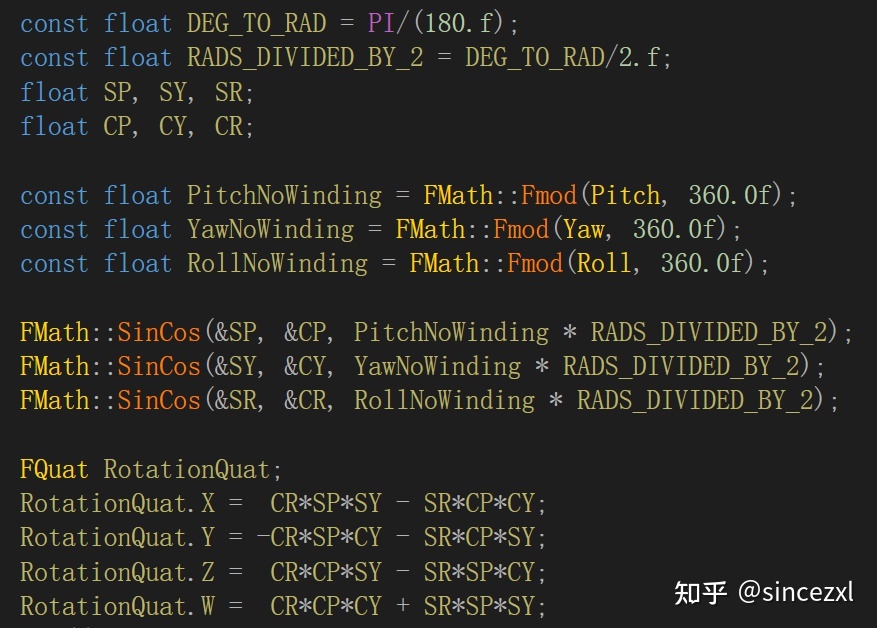 const float DEG_TO_RAD = PI/(180.f);
const float RADS_DIVIDED_BY_2 = DEG_TO_RAD/2.f;
float SP, SY, SR;
float CP, CY, CR;
const float PitchNoWinding = FMath::Fmod(Pitch, 360.0f);
const float YawNoWinding = FMath::Fmod(Yaw, 360.0f);
const float RollNoWinding = FMath::Fmod(Roll, 360.0f);
FMath::SinCos(&SP, &CP, PitchNoWinding * RADS_DIVIDED_BY_2);
FMath::SinCos(&SY, &CY, YawNoWinding * RADS_DIVIDED_BY_2);
FMath::SinCos(&SR, &CR, RollNoWinding * RADS_DIVIDED_BY_2);
FQuat RotationQuat;
RotationQuat.X =  CR*SP*SY - SR*CP*CY;
RotationQuat.Y = -CR*SP*CY - SR*CP*SY;
RotationQuat.Z =  CR*CP*SY - SR*SP*CY;
RotationQuat.W =  CR*CP*CY + SR*SP*SY;
知乎 @sincezxl